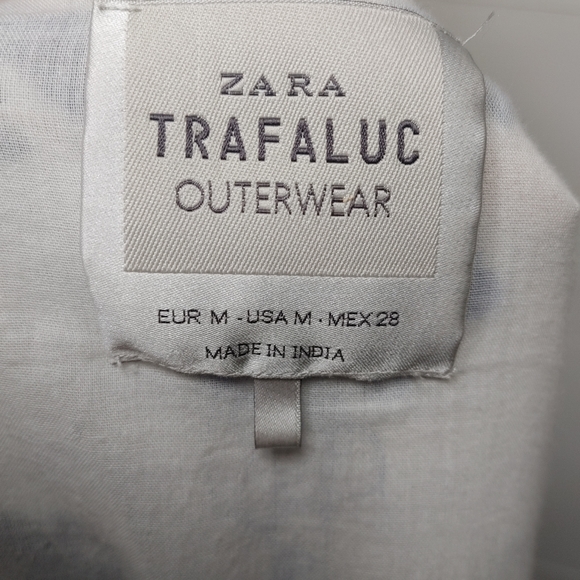 ZARA
TRAFALUC
OUTERWEAR
EUR M - USA M · MEX 28
MADE IN INDIA